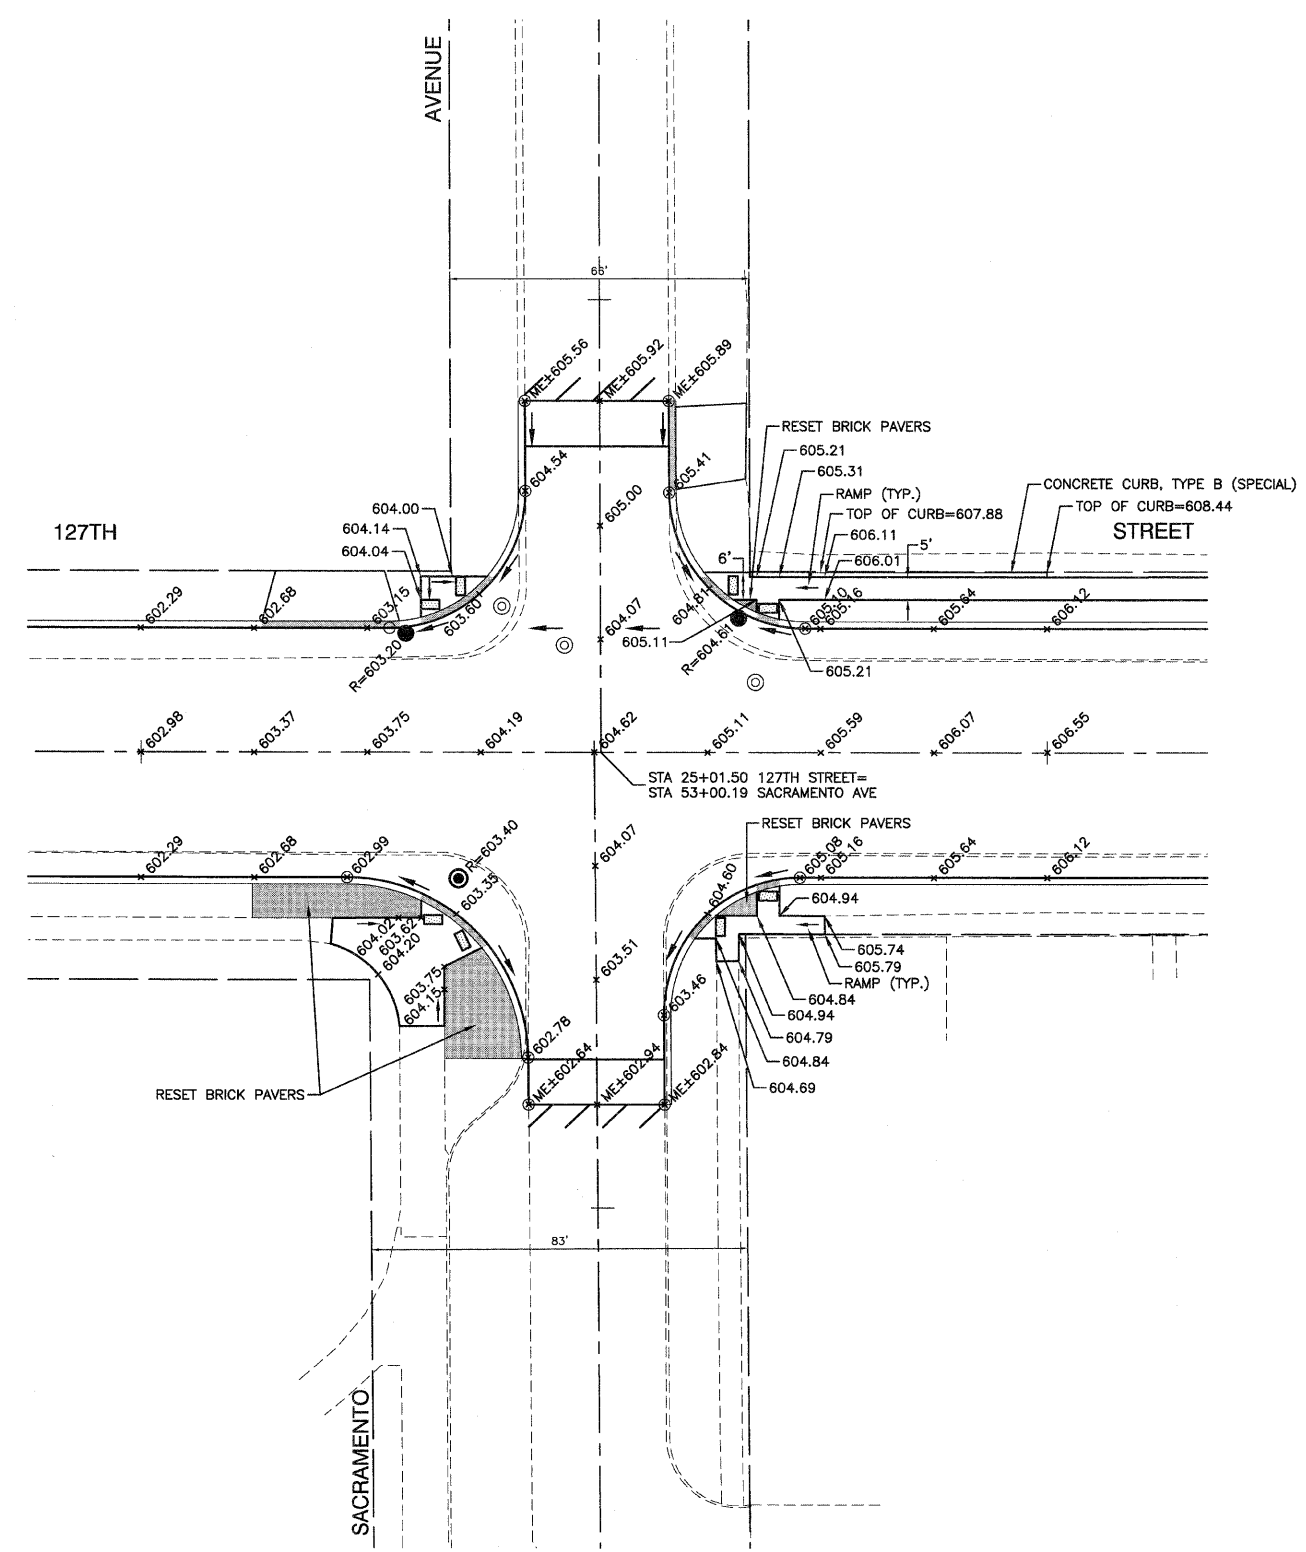 AVENUE
66'
ME±605.56
ME±605.92
ME±605.89
RESET BRICK PAVERS
605.21
604.54
605.41
605.31
CONCRETE CURB, TYPE B (SPECIAL)
RAMP (TYP.)
TOP OF CURB=608.44
604.00
605.00
TOP OF CURB=607.88
127TH
604.14
606.11
STREET
604.04
6'
5'
606.01
602.29
602.68
603.15
603.60
604.07
604.81
605.10
605.16
605.64
606.12
605.11
R=603.20
R=604.61
605.21
602.98
603.37
603.75
604.19
604.62
605.11
605.59
606.07
606.55
STA 25+01.50 127TH STREET=
STA 53+00.19 SACRAMENTO AVE
RESET BRICK PAVERS
602.29
602.68
602.99
R=603.40
604.07
605.08
605.16
605.64
606.12
603.35
604.60
604.94
604.02
603.62
604.20
605.74
603.75
603.51
605.79
604.15
RAMP (TYP.)
603.46
604.84
604.94
602.78
604.79
604.84
ME±602.64
ME±602.94
ME±602.84
604.69
RESET BRICK PAVERS
83'
SACRAMENTO